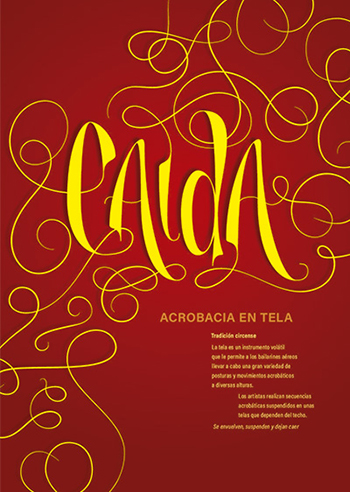 CAIDA
ACROBACIA EN TELA
Tradición circense
La tela es un instrumento volátil
que le permite a los bailarines aéreos
llevar a cabo una gran variedad de
posturas y movimientos acrobáticos
a diversas alturas.
Los artistas realizan secuencias
acrobáticas suspendidos en unas
telas que dependen del techo.
Se envuelven, suspenden y dejan caer